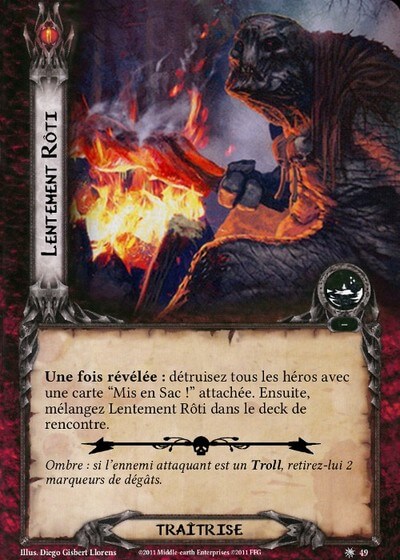 LENTEMENT RÔTI
Une fois révélée : détruisez tous les héros avec
une carte “Mis en Sac !” attachée. Ensuite,
mélangez Lentement Rôti dans le deck de
rencontre.
Ombre : si l'ennemi attaquant est un Troll, retirez-lui 2
marqueurs de dégâts.
TRAÎTRISE
Illus. Diego Gisbert Llorens ©2011 Middle-earth Enterprises ©2011 FFG 49